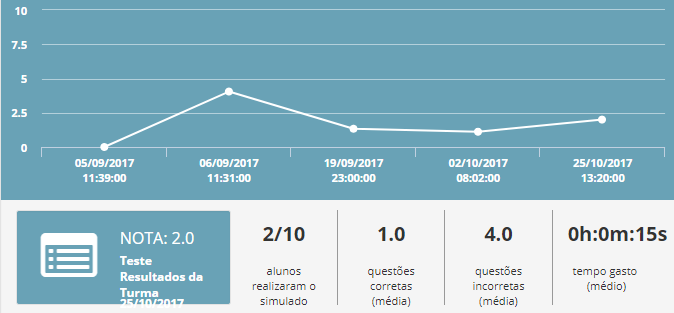 10
7.5
5
2.5
0
05/09/2017 06/09/2017 19/09/2017 02/10/2017 25/10/2017
11:39:00 11:31:00 23:00:00 08:02:00 13:20:00
NOTA: 2.0
Teste
Resultados da
Turma
25/10/2017
2/10
alunos
realizaram o
simulado
1.0
questões
corretas
(média)
4.0
questões
incorretas
(média)
0h:0m:15s
tempo gasto
(médio)